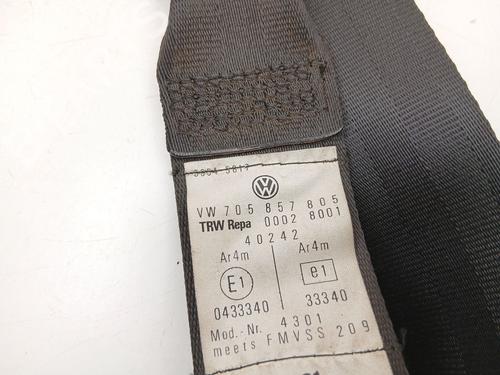 VW 705 857 805
TRW Repa 0002 8001
40242
Ar4m Ar4m
E1 e1
0433340 33340
Mod.-Nr. 4301
meets FMVSS 209